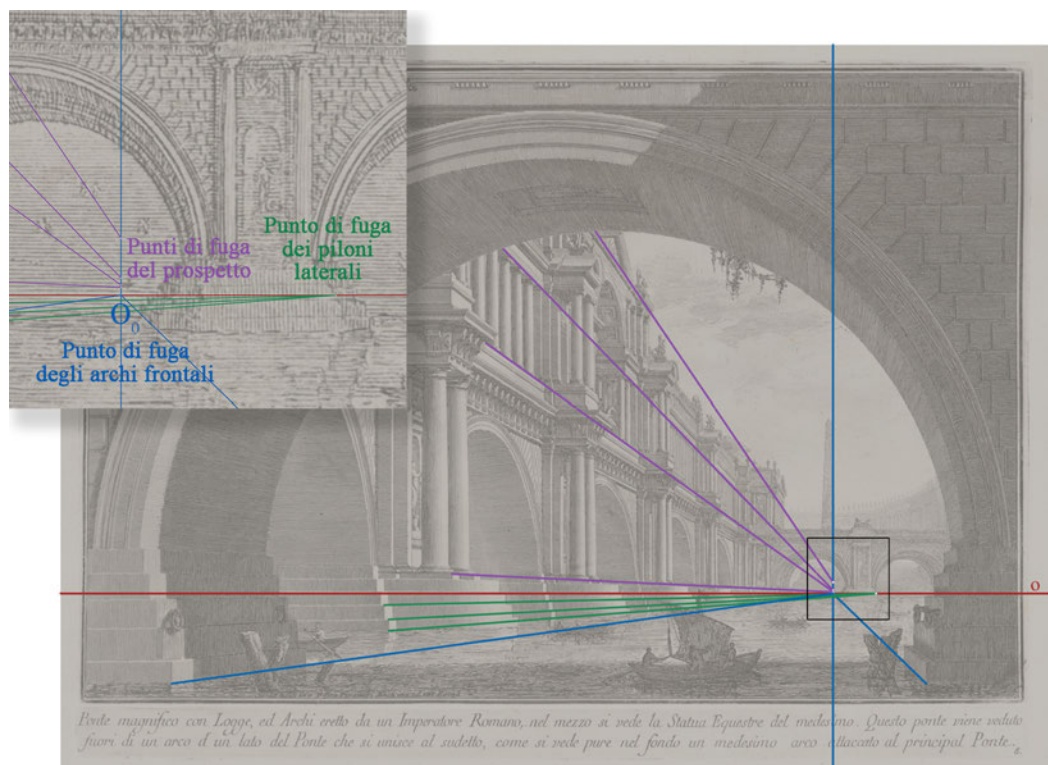 Punti di fuga
del prospetto
Punto di fuga
dei piloni
laterali
O₀
Punto di fuga
degli archi frontali
o
Ponte magnifico con Logge, ed Archi eretto da un Imperatore Romano, nel mezzo si vede la Statua Equestre del medesimo. Questo ponte viene veduto
fuori di un arco d'un lato del Ponte che si unisce al sudetto, come si vede pure nel fondo un medesimo arco attaccato al principal Ponte.